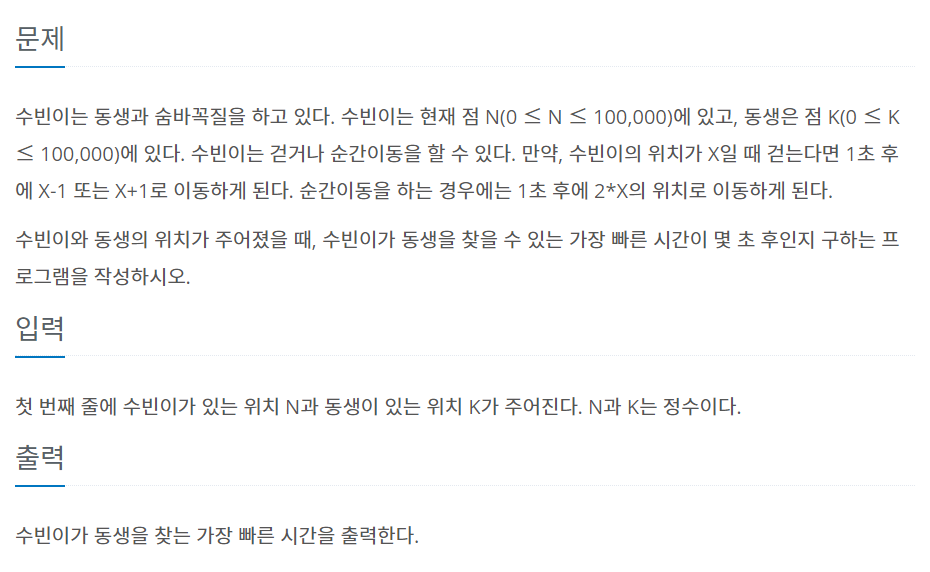 문제
수빈이는 동생과 숨바꼭질을 하고 있다. 수빈이는 현재 점 N(0 ≤ N ≤ 100,000)에 있고, 동생은 점 K(0 ≤ K
≤ 100,000)에 있다. 수빈이는 걷거나 순간이동을 할 수 있다. 만약, 수빈이의 위치가 X일 때 걷는다면 1초 후
에 X-1 또는 X+1로 이동하게 된다. 순간이동을 하는 경우에는 1초 후에 2*X의 위치로 이동하게 된다.
수빈이와 동생의 위치가 주어졌을 때, 수빈이가 동생을 찾을 수 있는 가장 빠른 시간이 몇 초 후인지 구하는 프
로그램을 작성하시오.
입력
첫 번째 줄에 수빈이가 있는 위치 N과 동생이 있는 위치 K가 주어진다. N과 K는 정수이다.
출력
수빈이가 동생을 찾는 가장 빠른 시간을 출력한다.